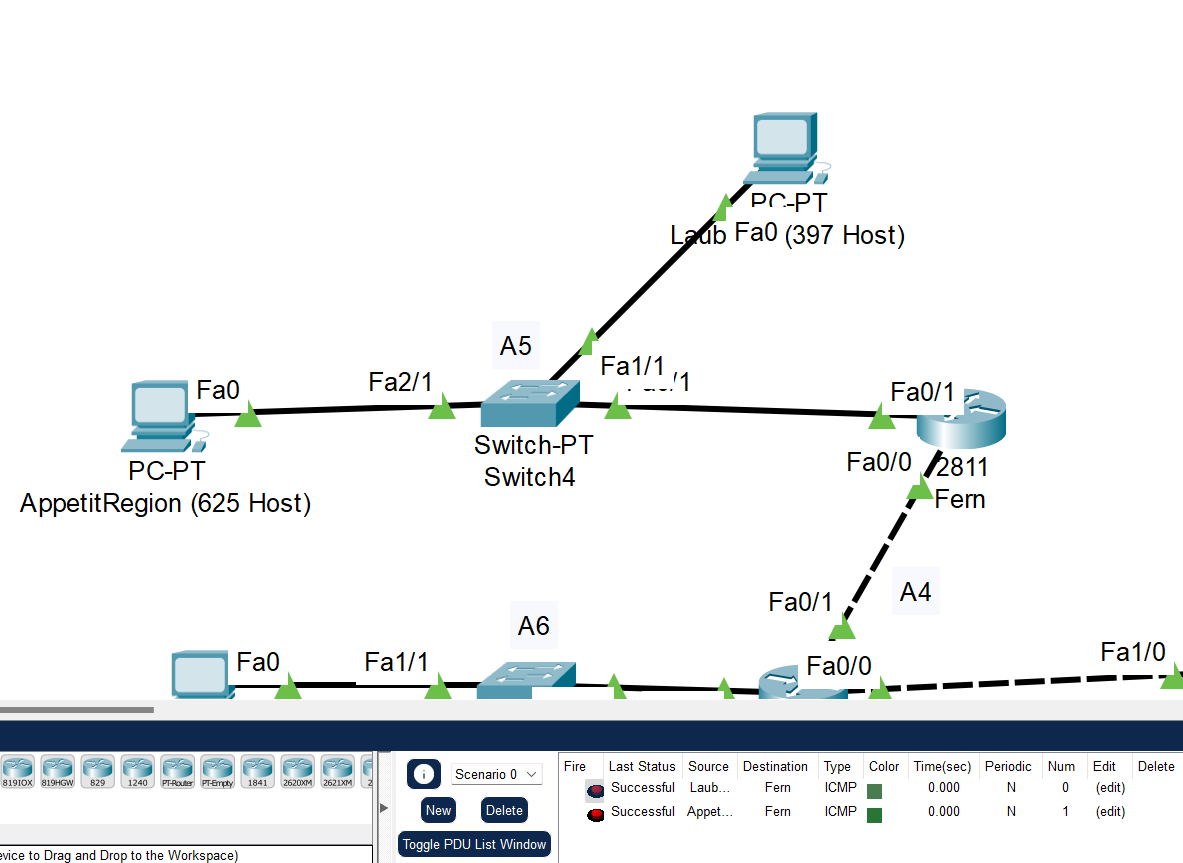 PC-PT
Laub Fa0 (397 Host)
A5
Fa1/1
Fa0
Fa2/1
Fa0/1
Switch-PT
Switch4
PC-PT
AppetitRegion (625 Host)
Fa0/0
2811
Fern
A4
Fa0/1
A6
Fa0
Fa1/1
Fa0/0
Fa1/0
819IOX
819HGW
829
1240
PT-Router
PT-Empty
1841
2620XM
2621XM
2
Scenario 0
New
Delete
Toggle PDU List Window
Fire Last Status Source Destination Type Color Time(sec) Periodic Num Edit Delete
Successful Laub... Fern ICMP 0.000 N 0 (edit)
Successful Appet... Fern ICMP 0.000 N 1 (edit)
evice to Drag and Drop to the Workspace)